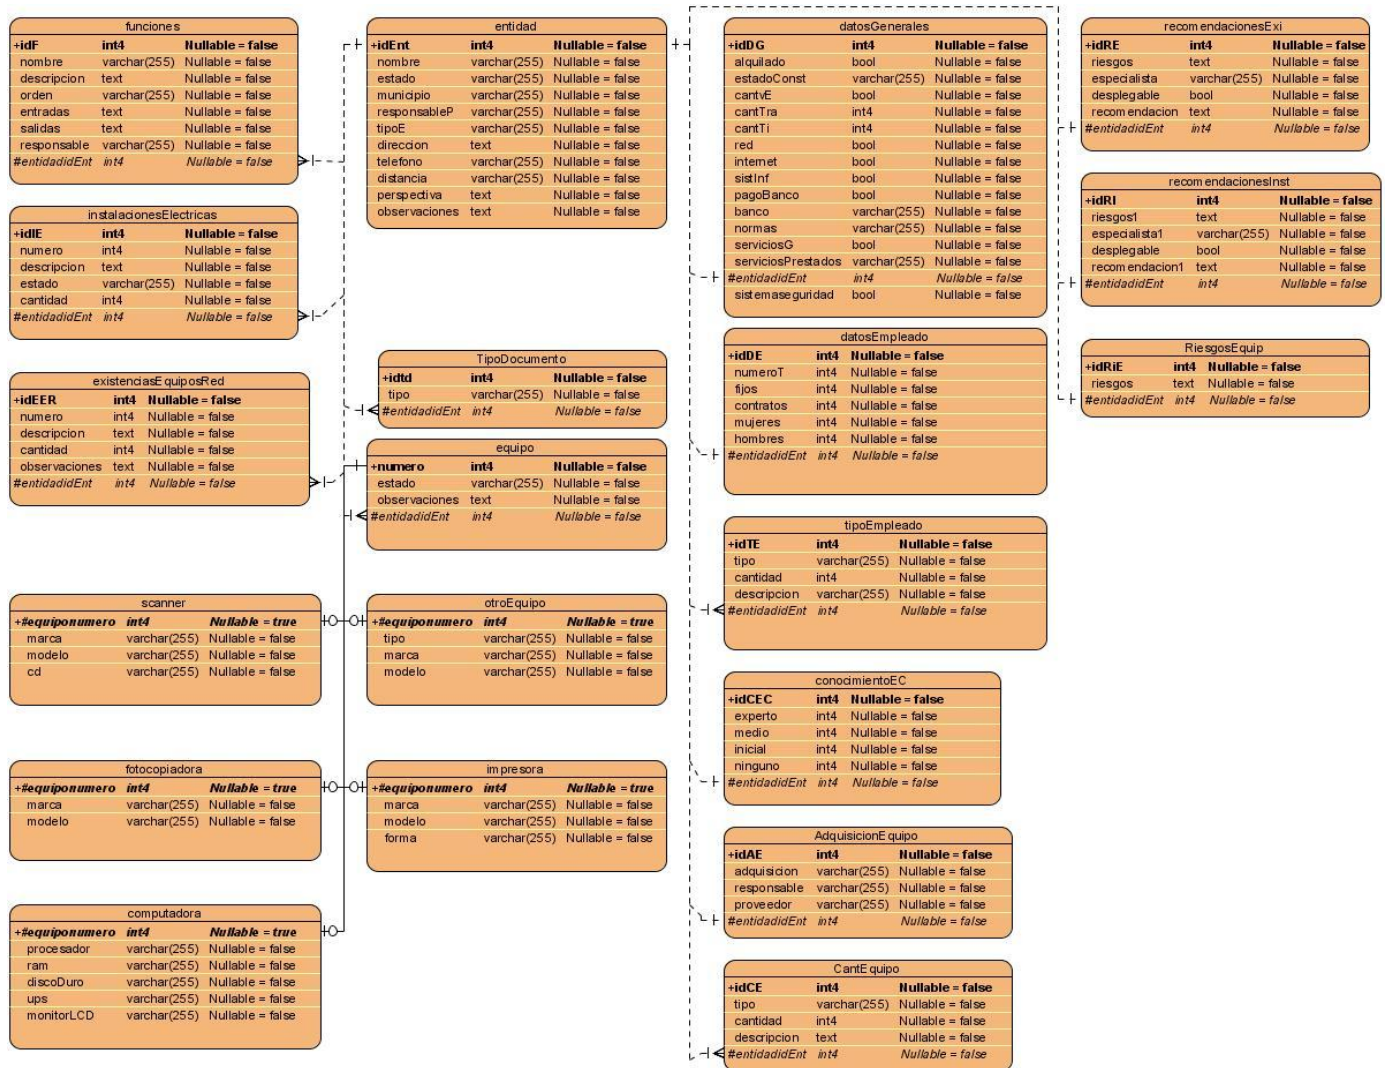 funciones
+idF int4 Nullable = false
nombre varchar(255) Nullable = false
descripcion text Nullable = false
orden varchar(255) Nullable = false
entradas text Nullable = false
salidas text Nullable = false
responsable varchar(255) Nullable = false
#entidadidEnt int4 Nullable = false
instalacionesElectricas
+idIE int4 Nullable = false
numero int4 Nullable = false
descripcion text Nullable = false
estado varchar(255) Nullable = false
cantidad int4 Nullable = false
#entidadidEnt int4 Nullable = false
existenciasEquiposRed
+idEER int4 Nullable = false
numero int4 Nullable = false
descripcion text Nullable = false
cantidad int4 Nullable = false
observaciones text Nullable = false
#entidadidEnt int4 Nullable = false
scanner
+#equiponumero int4 Nullable = true
marca varchar(255) Nullable = false
modelo varchar(255) Nullable = false
cd varchar(255) Nullable = false
fotocopiadora
+#equiponumero int4 Nullable = true
marca varchar(255) Nullable = false
modelo varchar(255) Nullable = false
computadora
+#equiponumero int4 Nullable = true
procesador varchar(255) Nullable = false
ram varchar(255) Nullable = false
discoDuro varchar(255) Nullable = false
ups varchar(255) Nullable = false
monitorLCD varchar(255) Nullable = false
entidad
+idEnt int4 Nullable = false
nombre varchar(255) Nullable = false
estado varchar(255) Nullable = false
municipio varchar(255) Nullable = false
responsableP varchar(255) Nullable = false
tipoE varchar(255) Nullable = false
direccion text Nullable = false
telefono varchar(255) Nullable = false
distancia varchar(255) Nullable = false
perspectiva text Nullable = false
observaciones text Nullable = false
TipoDocumento
+idtd int4 Nullable = false
tipo varchar(255) Nullable = false
#entidadidEnt int4 Nullable = false
equipo
+numero int4 Nullable = false
estado varchar(255) Nullable = false
observaciones text Nullable = false
#entidadidEnt int4 Nullable = false
otroEquipo
+#equiponumero int4 Nullable = true
tipo varchar(255) Nullable = false
marca varchar(255) Nullable = false
modelo varchar(255) Nullable = false
impresora
+#equiponumero int4 Nullable = true
marca varchar(255) Nullable = false
modelo varchar(255) Nullable = false
forma varchar(255) Nullable = false
datosGenerales
+idDG int4 Nullable = false
alquilado bool Nullable = false
estadoConst varchar(255) Nullable = false
cantvE bool Nullable = false
cantTra int4 Nullable = false
cantTi int4 Nullable = false
red bool Nullable = false
internet bool Nullable = false
sistInf bool Nullable = false
pagoBanco bool Nullable = false
banco varchar(255) Nullable = false
normas varchar(255) Nullable = false
serviciosG bool Nullable = false
serviciosPrestados varchar(255) Nullable = false
#entidadidEnt int4 Nullable = false
sistemaseguridad bool Nullable = false
datosEmpleado
+idDE int4 Nullable = false
numeroT int4 Nullable = false
fijos int4 Nullable = false
contratos int4 Nullable = false
mujeres int4 Nullable = false
hombres int4 Nullable = false
#entidadidEnt int4 Nullable = false
tipoEmpleado
+idTE int4 Nullable = false
tipo varchar(255) Nullable = false
cantidad int4 Nullable = false
descripcion varchar(255) Nullable = false
#entidadidEnt int4 Nullable = false
conocimientoEC
+idCEC int4 Nullable = false
experto int4 Nullable = false
medio int4 Nullable = false
inicial int4 Nullable = false
ninguno int4 Nullable = false
#entidadidEnt int4 Nullable = false
AdquisicionEquipo
+idAE int4 Nullable = false
adquisicion varchar(255) Nullable = false
responsable varchar(255) Nullable = false
proveedor varchar(255) Nullable = false
#entidadidEnt int4 Nullable = false
CantEquipo
+idCE int4 Nullable = false
tipo varchar(255) Nullable = false
cantidad int4 Nullable = false
descripcion text Nullable = false
#entidadidEnt int4 Nullable = false
recomendacionesExi
+idRE int4 Nullable = false
riesgos text Nullable = false
especialista varchar(255) Nullable = false
desplegable bool Nullable = false
recomendacion text Nullable = false
#entidadidEnt int4 Nullable = false
recomendacionesInst
+idRI int4 Nullable = false
riesgos1 text Nullable = false
especialista1 varchar(255) Nullable = false
desplegable bool Nullable = false
recomendacion1 text Nullable = false
#entidadidEnt int4 Nullable = false
RiesgosEquip
+idRiE int4 Nullable = false
riesgos text Nullable = false
#entidadidEnt int4 Nullable = false